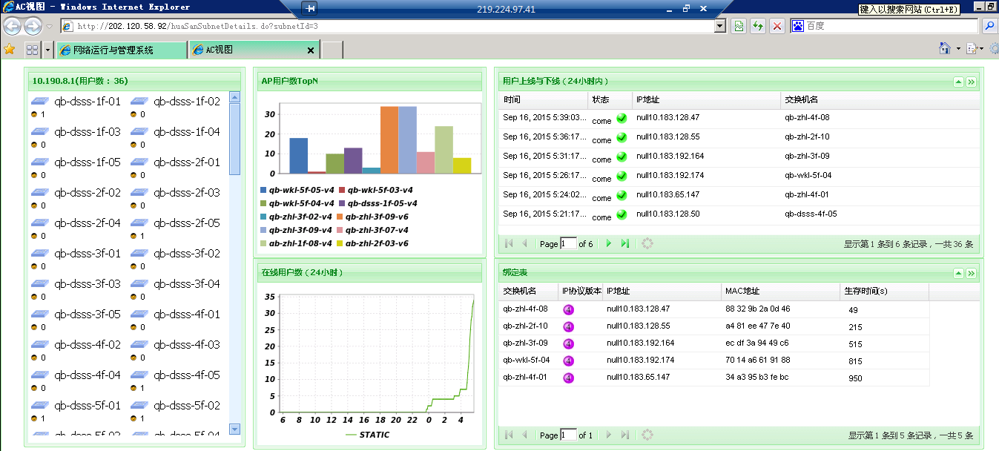 AC视图 - Windows Internet Explorer
219.224.97.41
键入以搜索网站(Ctrl+E)
http://202.120.58.92/huaSanSubnetDetails.do?subnetId=3
百度
网络运行与管理系统
AC视图
10.190.8.1(用户数：36)
qb-dsss-1f-01 qb-dsss-1f-02
1 0
qb-dsss-1f-03 qb-dsss-1f-04
0 0
qb-dsss-1f-05 qb-dsss-2f-01
0 0
qb-dsss-2f-02 qb-dsss-2f-03
0 0
qb-dsss-2f-04 qb-dsss-2f-05
0 1
qb-dsss-3f-01 qb-dsss-3f-02
0 0
qb-dsss-3f-03 qb-dsss-3f-04
0 0
qb-dsss-3f-05 qb-dsss-4f-01
0 0
qb-dsss-4f-02 qb-dsss-4f-03
0 0
qb-dsss-4f-04 qb-dsss-4f-05
0 1
qb-dsss-5f-01 qb-dsss-5f-02
1 1
AP用户数TopN
30
20
10
0
qb-wkl-5f-05-v4 qb-wkl-5f-03-v4
qb-wkl-5f-04-v4 qb-dsss-1f-05-v4
qb-zhl-3f-02-v4 qb-zhl-3f-09-v6
qb-zhl-3f-09-v4 qb-zhl-3f-07-v4
ab-zhl-1f-08-v4 ab-zhl-2f-03-v6
在线用户数（24小时）
35
30
25
20
15
10
5
0
6 8 10 12 14 16 18 20 22 0 2 4
STATIC
用户上线与下线（24小时内）
时间 状态 IP地址 交换机名
Sep 16, 2015 5:39:03... come null10.183.128.47 qb-zhl-4f-08
Sep 16, 2015 5:36:17... come null10.183.128.55 qb-zhl-2f-10
Sep 16, 2015 5:31:17... come null10.183.192.164 qb-zhl-3f-09
Sep 16, 2015 5:26:17... come null10.183.192.174 qb-wkl-5f-04
Sep 16, 2015 5:24:02... come null10.183.65.147 qb-zhl-4f-01
Sep 16, 2015 5:21:17... come null10.183.128.50 qb-dsss-4f-05
Page 1 of 6 显示第 1 条到 6 条记录，一共 36 条
绑定表
交换机名 IP协议版本 IP地址 MAC地址 生存时间(s)
qb-zhl-4f-08 4 null10.183.128.47 88 32 9b 2a 0d 46 49
qb-zhl-2f-10 4 null10.183.128.55 a4 81 ee 47 7e 40 215
qb-zhl-3f-09 4 null10.183.192.164 ec df 3a 94 49 c6 515
qb-wkl-5f-04 4 null10.183.192.174 70 14 a6 61 91 88 815
qb-zhl-4f-01 4 null10.183.65.147 34 a3 95 b3 fe bc 950
Page 1 of 1 显示第 1 条到 5 条记录，一共 5 条